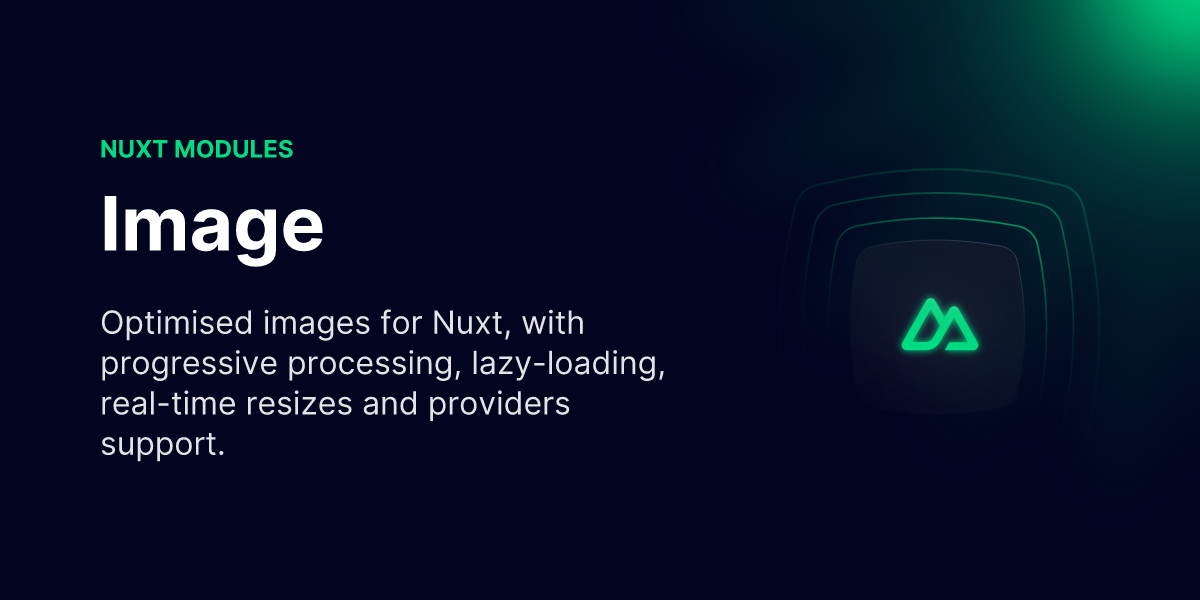 NUXT MODULES
Image
Optimised images for Nuxt, with
progressive processing, lazy-loading,
real-time resizes and providers
support.